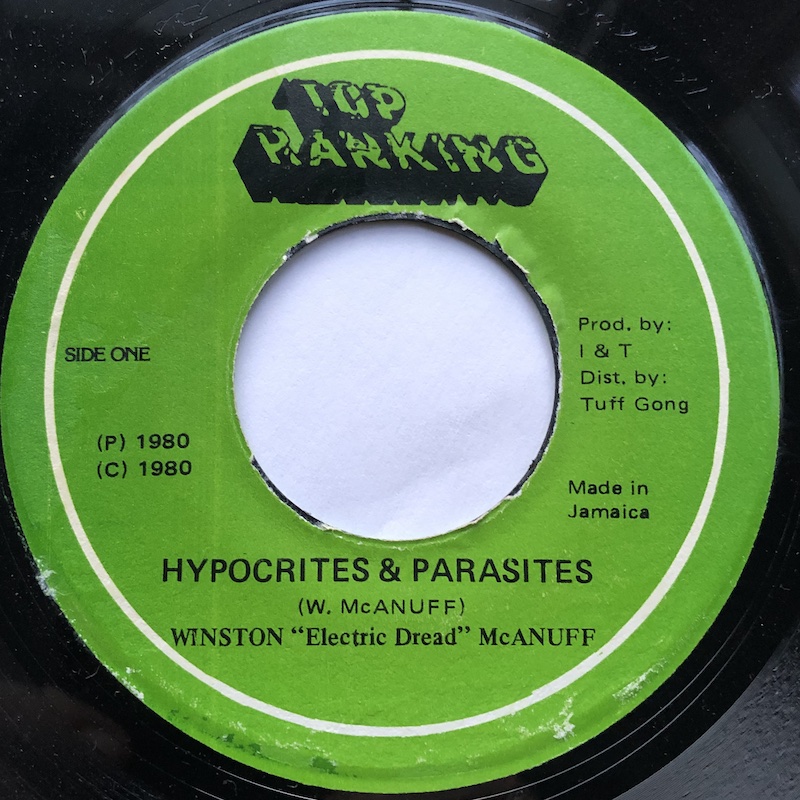 TOP
RANKING
SIDE ONE
(P) 1980
(C) 1980
Prod. by:
I & T
Dist. by:
Tuff Gong
Made in
Jamaica
HYPOCRITES & PARASITES
(W. McANUFF)
WINSTON "Electric Dread" McANUFF